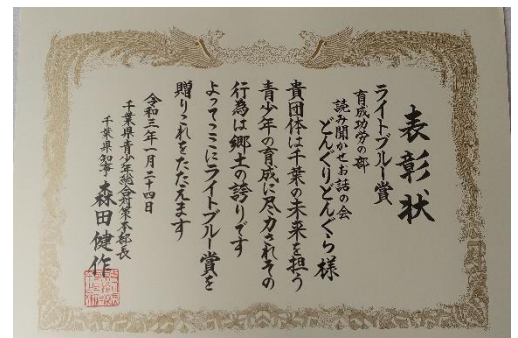 表彰状
ライトブルー賞
育成功労の部
読み聞かせお話の会
どんぐりどんぐら 様
貴団体は千葉の未来を担う
青少年の育成に尽力されその
行為は郷土の誇りです
よってここにライトブルー賞を
贈りこれをたたえます
令和三年一月二十四日
千葉県青少年総合対策本部長
千葉県知事 森田健作